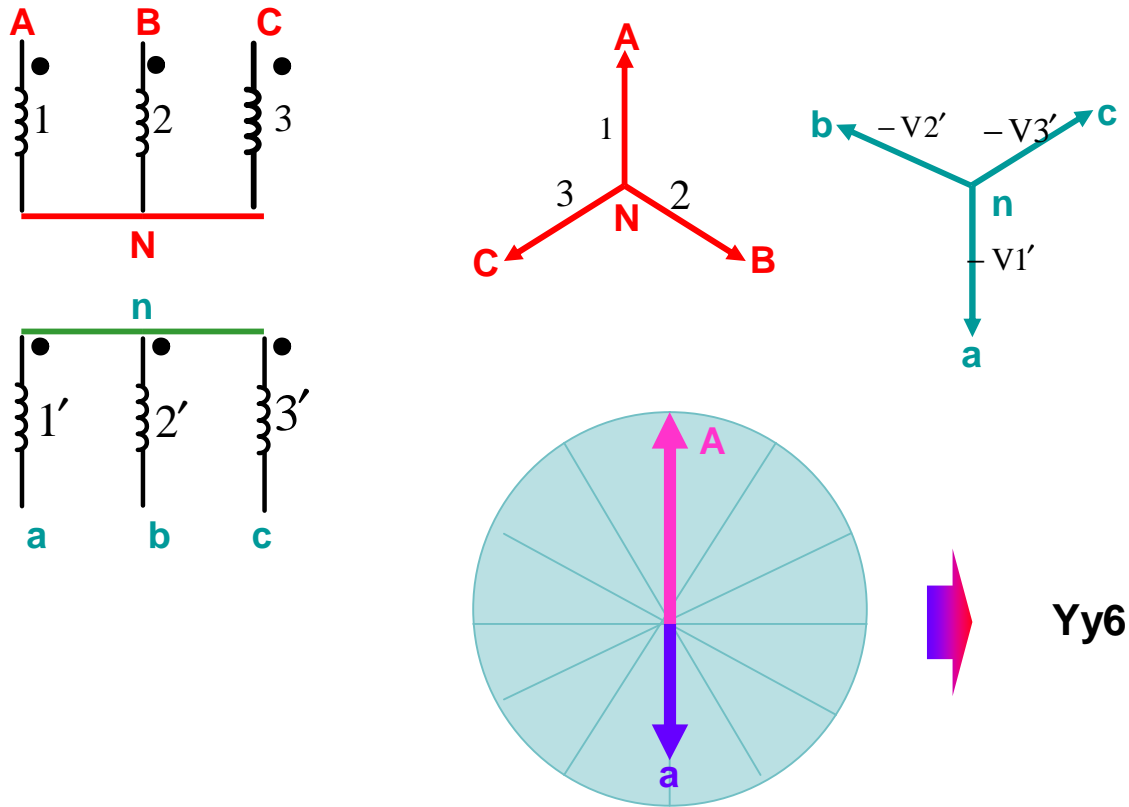 A B C
1 2 3
N
n
1′ 2′ 3′
a b c
A
1
3 2
N
C B
b – V2′ – V3′ c
n
– V1′
a
A
a
Yy6